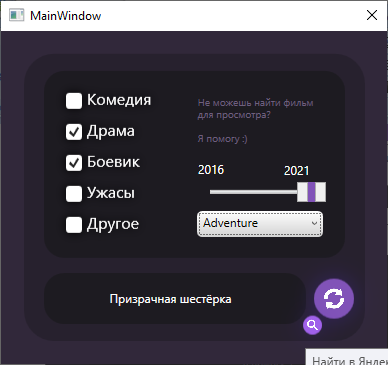 MainWindow
Комедия
Драма
Боевик
Ужасы
Другое
Не можешь найти фильм
для просмотра?
Я помогу :)
2016
2021
Adventure
Призрачная шестёрка
Найти в Янде